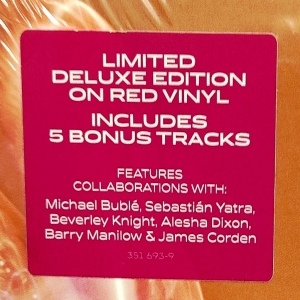 LIMITED
DELUXE EDITION
ON RED VINYL
INCLUDES
5 BONUS TRACKS
FEATURES
COLLABORATIONS WITH:
Michael Bublé, Sebastián Yatra,
Beverley Knight, Alesha Dixon,
Barry Manilow & James Corden
351 693-9